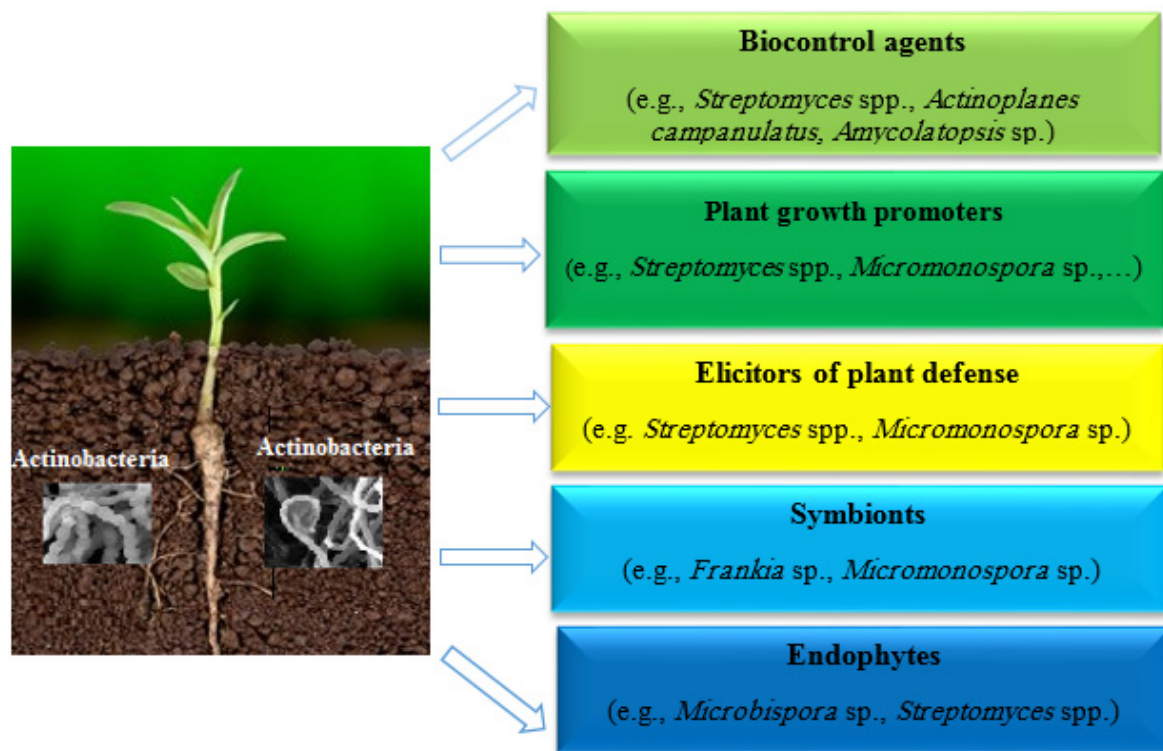 Biocontrol agents
(e.g., Streptomyces spp., Actinoplanes
campanulatus, Amycolatopsis sp.)
Plant growth promoters
(e.g., Streptomyces spp., Micromonospora sp.,…)
Elicitors of plant defense
(e.g. Streptomyces spp., Micromonospora sp.)
Actinobacteria
Actinobacteria
Symbionts
(e.g., Frankia sp., Micromonospora sp.)
Endophytes
(e.g., Microbispora sp., Streptomyces spp.)